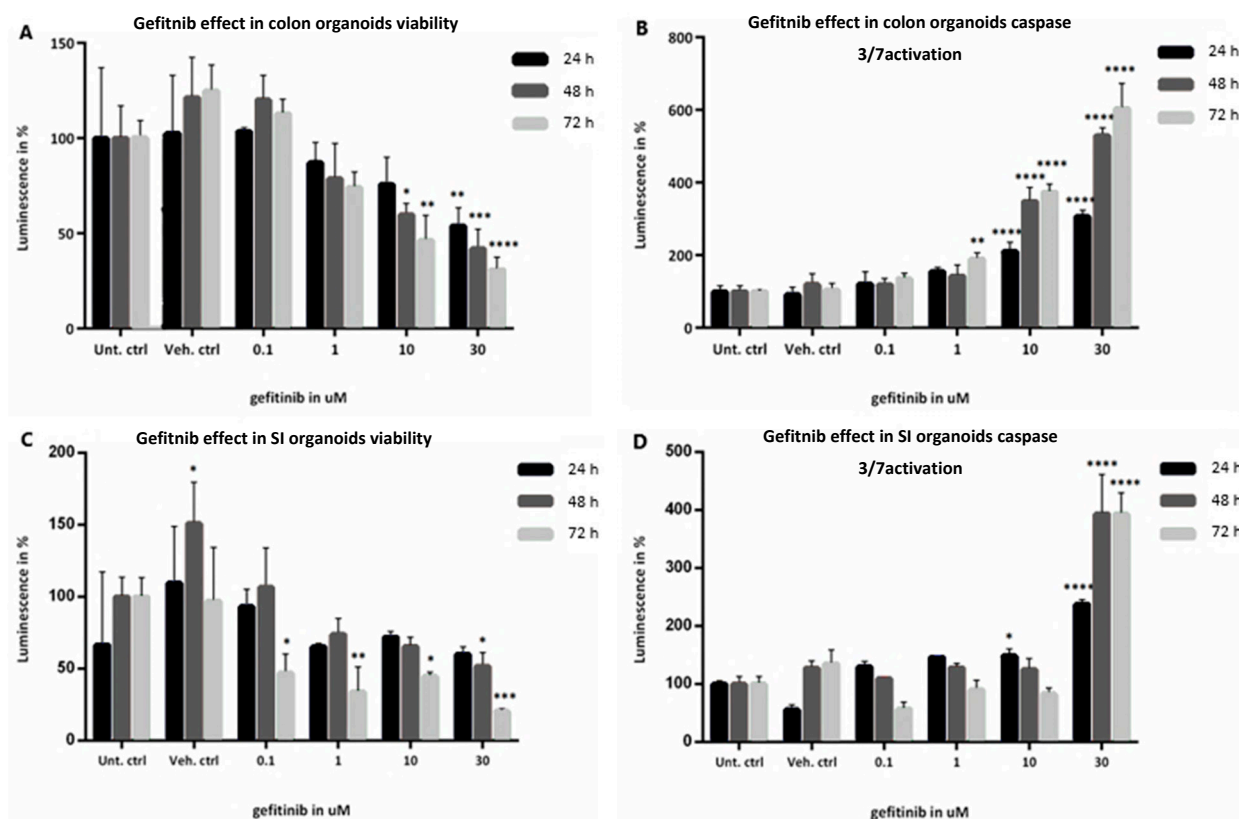 A
Gefitnib effect in colon organoids viability
150
100
50
0
Luminescence in %
24 h
48 h
72 h
*
**
**
***
****
Unt. ctrl Veh. ctrl 0.1 1 10 30
gefitinib in uM
B
Gefitnib effect in colon organoids caspase
3/7activation
800
600
400
200
0
Luminescence in %
24 h
48 h
72 h
**
****
****
****
****
****
****
Unt. ctrl Veh. ctrl 0.1 1 10 30
gefitinib in uM
C
Gefitnib effect in SI organoids viability
200
150
100
50
0
Luminescence in %
24 h
48 h
72 h
*
*
**
*
*
***
Unt. ctrl Veh. ctrl 0.1 1 10 30
gefitinib in uM
D
Gefitnib effect in SI organoids caspase
3/7activation
500
400
300
200
100
0
Luminescence in %
24 h
48 h
72 h
*
****
****
****
Unt. ctrl Veh. ctrl 0.1 1 10 30
gefitinib in uM